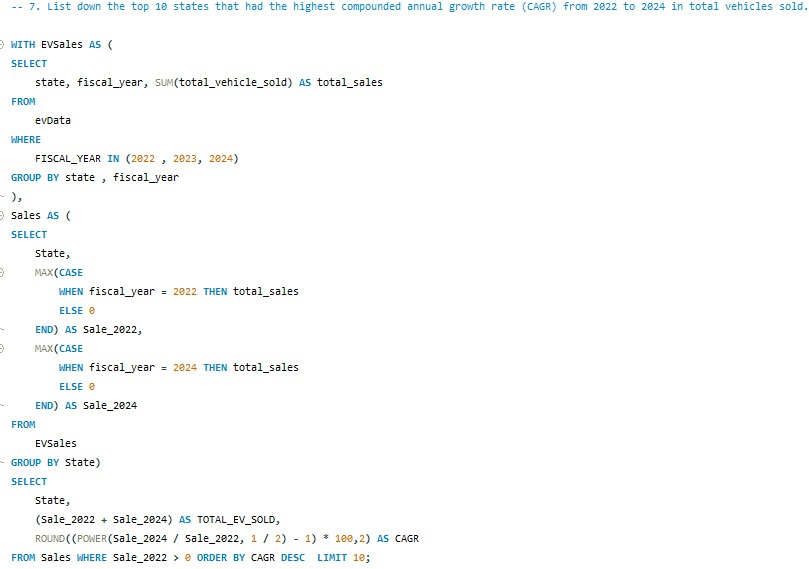 -- 7. List down the top 10 states that had the highest compounded annual growth rate (CAGR) from 2022 to 2024 in total vehicles sold.
WITH EVSales AS (
SELECT
state, fiscal_year, SUM(total_vehicle_sold) AS total_sales
FROM
evData
WHERE
FISCAL_YEAR IN (2022 , 2023, 2024)
GROUP BY state , fiscal_year
),
Sales AS (
SELECT
State,
MAX(CASE
WHEN fiscal_year = 2022 THEN total_sales
ELSE 0
END) AS Sale_2022,
MAX(CASE
WHEN fiscal_year = 2024 THEN total_sales
ELSE 0
END) AS Sale_2024
FROM
EVSales
GROUP BY State)
SELECT
State,
(Sale_2022 + Sale_2024) AS TOTAL_EV_SOLD,
ROUND((POWER(Sale_2024 / Sale_2022, 1 / 2) - 1) * 100,2) AS CAGR
FROM Sales WHERE Sale_2022 > 0 ORDER BY CAGR DESC  LIMIT 10;